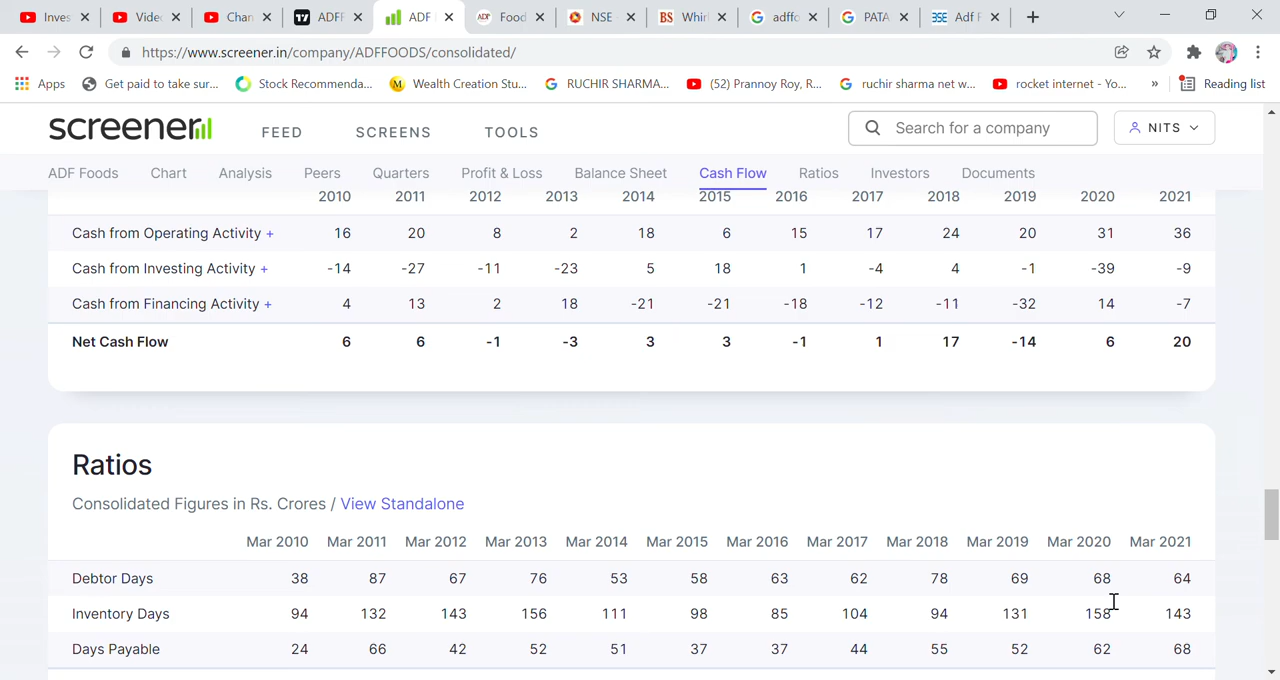 Inves
Vide
Chan
ADFF
ADF
Food
NSE
Whirl
adffo
PATA
Adf F
https://www.screener.in/company/ADFFOODS/consolidated/
Apps Get paid to take sur... Stock Recommenda... Wealth Creation Stu... RUCHIR SHARMA... (52) Prannoy Roy, R... ruchir sharma net w... rocket internet - Yo... » Reading list
screener FEED SCREENS TOOLS Search for a company NITS
ADF Foods Chart Analysis Peers Quarters Profit & Loss Balance Sheet Cash Flow Ratios Investors Documents
2010 2011 2012 2013 2014 2015 2016 2017 2018 2019 2020 2021
Cash from Operating Activity + 16 20 8 2 18 6 15 17 24 20 31 36
Cash from Investing Activity + -14 -27 -11 -23 5 18 1 -4 4 -1 -39 -9
Cash from Financing Activity + 4 13 2 18 -21 -21 -18 -12 -11 -32 14 -7
Net Cash Flow 6 6 -1 -3 3 3 -1 1 17 -14 6 20
Ratios
Consolidated Figures in Rs. Crores / View Standalone
Mar 2010 Mar 2011 Mar 2012 Mar 2013 Mar 2014 Mar 2015 Mar 2016 Mar 2017 Mar 2018 Mar 2019 Mar 2020 Mar 2021
Debtor Days 38 87 67 76 53 58 63 62 78 69 68 64
Inventory Days 94 132 143 156 111 98 85 104 94 131 158 143
Days Payable 24 66 42 52 51 37 37 44 55 52 62 68